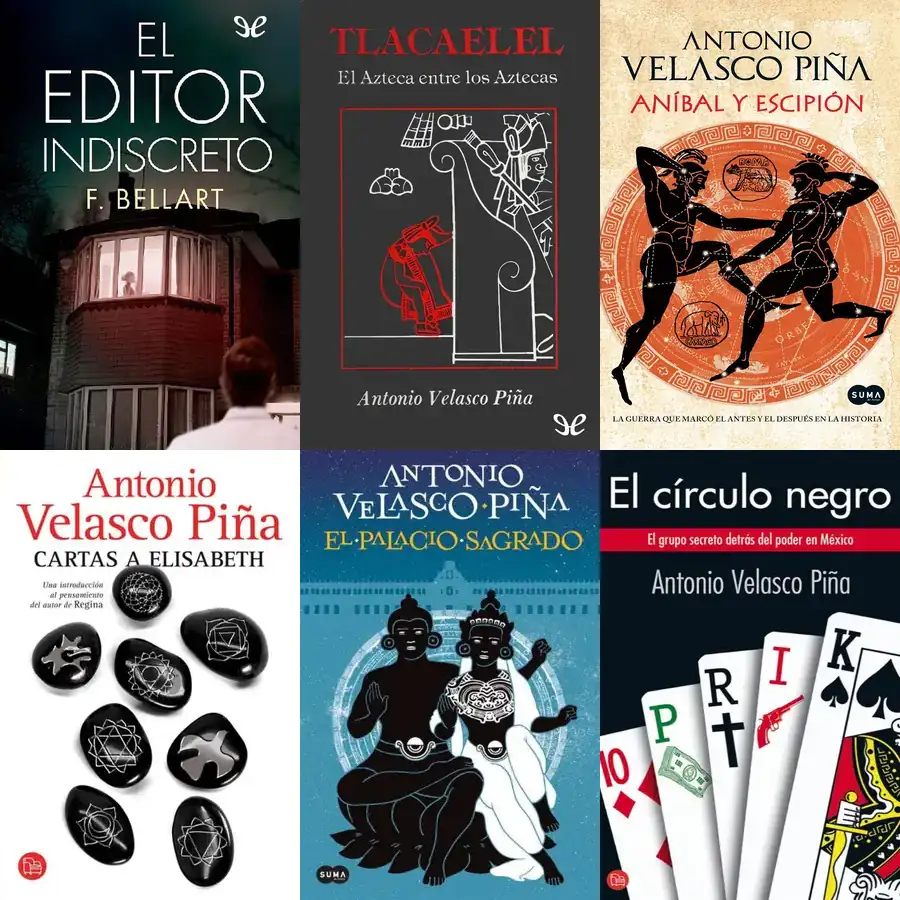 EL
EDITOR
INDISCRETO
F. BELLART
TLACAELEL
El Azteca entre los Aztecas
Antonio Velasco Piña
ANTONIO
VELASCO PIÑA
ANÍBAL Y ESCIPIÓN
ROMA
SUMA
LA GUERRA QUE MARCÓ EL ANTES Y EL DESPUÉS EN LA HISTORIA
Antonio
Velasco Piña
CARTAS A ELISABETH
Una introducción
al pensamiento
del autor de Regina
ANTONIO
VELASCO·PIÑA
EL·PALACIO·SAGRADO
SUMA
El círculo negro
El grupo secreto detrás del poder en México
Antonio Velasco Piña
10
P
R
I
K